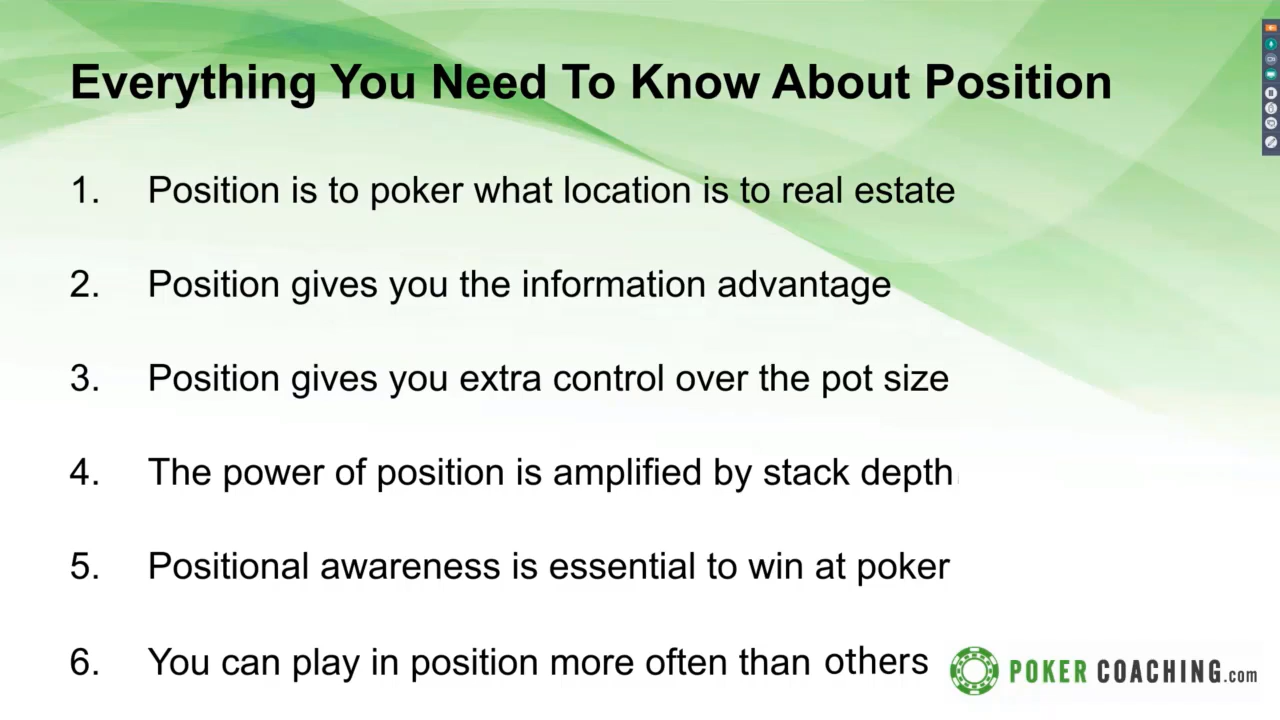 Everything You Need To Know About Position
1. Position is to poker what location is to real estate
2. Position gives you the information advantage
3. Position gives you extra control over the pot size
4. The power of position is amplified by stack depth
5. Positional awareness is essential to win at poker
6. You can play in position more often than others
POKER COACHING.com